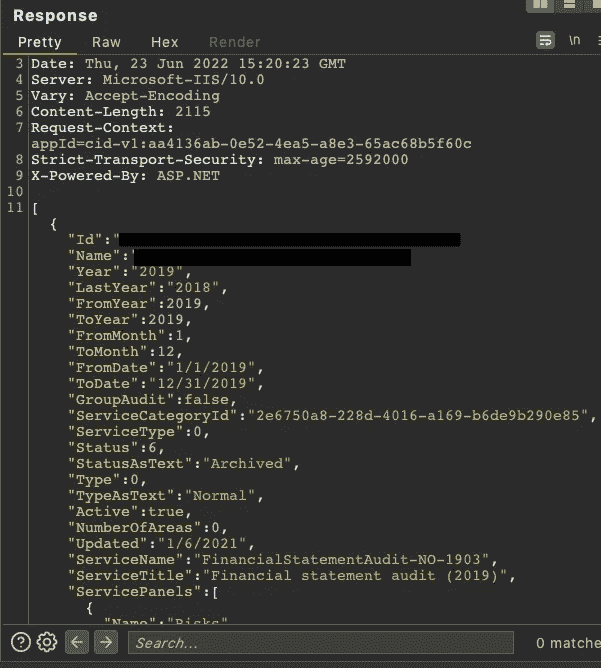 Response
Pretty Raw Hex Render
\n
3 Date: Thu, 23 Jun 2022 15:20:23 GMT
4 Server: Microsoft-IIS/10.0
5 Vary: Accept-Encoding
6 Content-Length: 2115
7 Request-Context:
appId=cid-v1:aa4136ab-0e52-4ea5-a8e3-65ac68b5f60c
8 Strict-Transport-Security: max-age=2592000
9 X-Powered-By: ASP.NET
10
11 [
{
"Id":"
"Name":"
"Year":"2019",
"LastYear":"2018",
"FromYear":2019,
"ToYear":2019,
"FromMonth":1,
"ToMonth":12,
"FromDate":"1/1/2019",
"ToDate":"12/31/2019",
"GroupAudit":false,
"ServiceCategoryId":"2e6750a8-228d-4016-a169-b6de9b290e85",
"ServiceType":0,
"Status":6,
"StatusAsText":"Archived",
"Type":0,
"TypeAsText":"Normal",
"Active":true,
"NumberOfAreas":0,
"Updated":"1/6/2021",
"ServiceName":"FinancialStatementAudit-NO-1903",
"ServiceTitle":"Financial statement audit (2019)",
"ServicePanels":[
{
"Name":"Risks"
Search... 0 matche